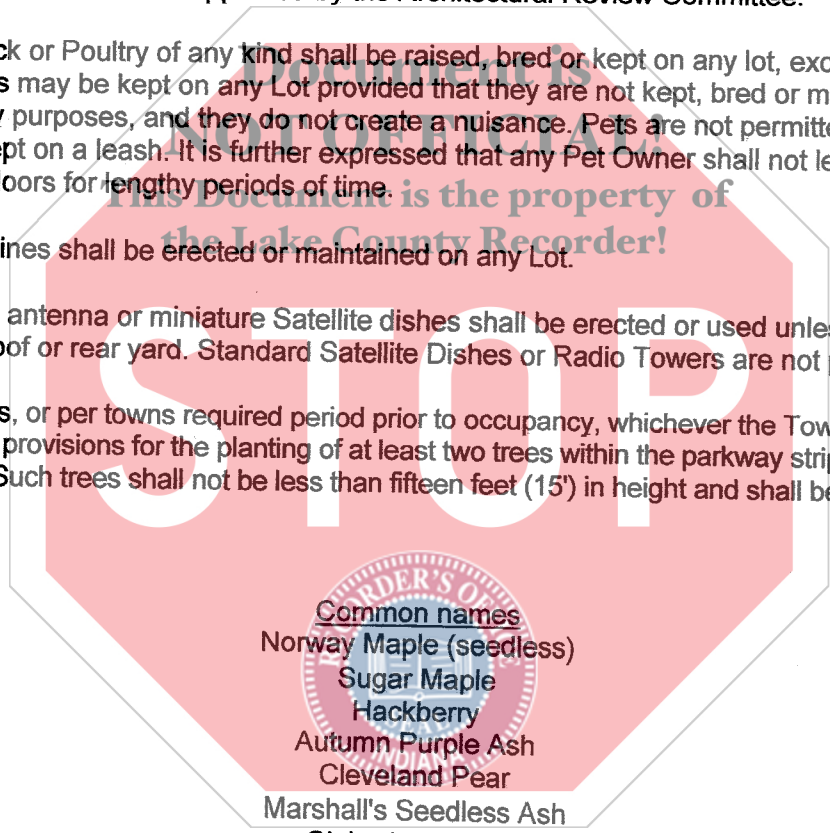 by the Architectural Review Committee.
ck or Poultry of any kind shall be raised, bred or kept on any lot, exc
s may be kept on any Lot provided that they are not kept, bred or m
y purposes, and they do not create a nuisance. Pets are not permitte
ept on a leash. It is further expressed that any Pet Owner shall not le
oors for lengthy periods of time.
ines shall be erected or maintained on any Lot.
antenna or miniature Satellite dishes shall be erected or used unles
oof or rear yard. Standard Satellite Dishes or Radio Towers are not p
s, or per towns required period prior to occupancy, whichever the Tow
provisions for the planting of at least two trees within the parkway strip
Such trees shall not be less than fifteen feet (15') in height and shall be
Common names
Norway Maple (seedless)
Sugar Maple
Hackberry
Autumn Purple Ash
Cleveland Pear
Marshall's Seedless Ash
Document is
NOT OFFICIAL!
This Document is the property of
the Lake County Recorder!
STOP
RECORDER'S OFFICE
SEAL
INDIANA